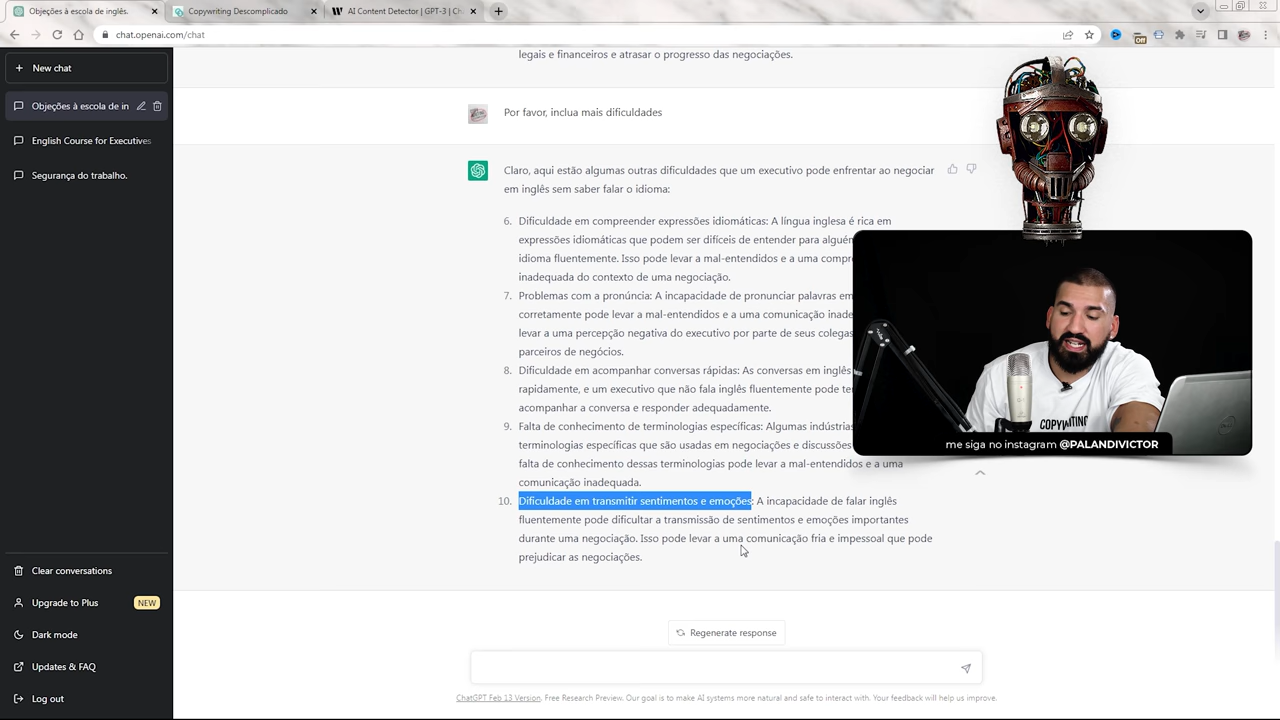 Objeções à escola de inglês.
Copywriting Descomplicado
AI Content Detector | GPT-3 | Ch
chat.openai.com/chat
Off
New chat
Objeções à escola de in
English Course for Executives
Segurança do trabalho.
Clear conversations
Upgrade to Plus
NEW
Dark mode
Updates & FAQ
Log out
legais e financeiros e atrasar o progresso das negociações.
Por favor, inclua mais dificuldades
Claro, aqui estão algumas outras dificuldades que um executivo pode enfrentar ao negociar
em inglês sem saber falar o idioma:
6. Dificuldade em compreender expressões idiomáticas: A língua inglesa é rica em
expressões idiomáticas que podem ser difíceis de entender para alguém
idioma fluentemente. Isso pode levar a mal-entendidos e a uma compre
inadequada do contexto de uma negociação.
7. Problemas com a pronúncia: A incapacidade de pronunciar palavras em
corretamente pode levar a mal-entendidos e a uma comunicação inade
levar a uma percepção negativa do executivo por parte de seus colegas
parceiros de negócios.
8. Dificuldade em acompanhar conversas rápidas: As conversas em inglês
rapidamente, e um executivo que não fala inglês fluentemente pode ter
acompanhar a conversa e responder adequadamente.
9. Falta de conhecimento de terminologias específicas: Algumas indústrias
terminologias específicas que são usadas em negociações e discussões
falta de conhecimento dessas terminologias pode levar a mal-entendidos e a uma
comunicação inadequada.
10. Dificuldade em transmitir sentimentos e emoções: A incapacidade de falar inglês
fluentemente pode dificultar a transmissão de sentimentos e emoções importantes
durante uma negociação. Isso pode levar a uma comunicação fria e impessoal que pode
prejudicar as negociações.
COPYWRITING
me siga no instagram @PALANDIVICTOR
Regenerate response
ChatGPT Feb 13 Version. Free Research Preview. Our goal is to make AI systems more natural and safe to interact with. Your feedback will help us improve.